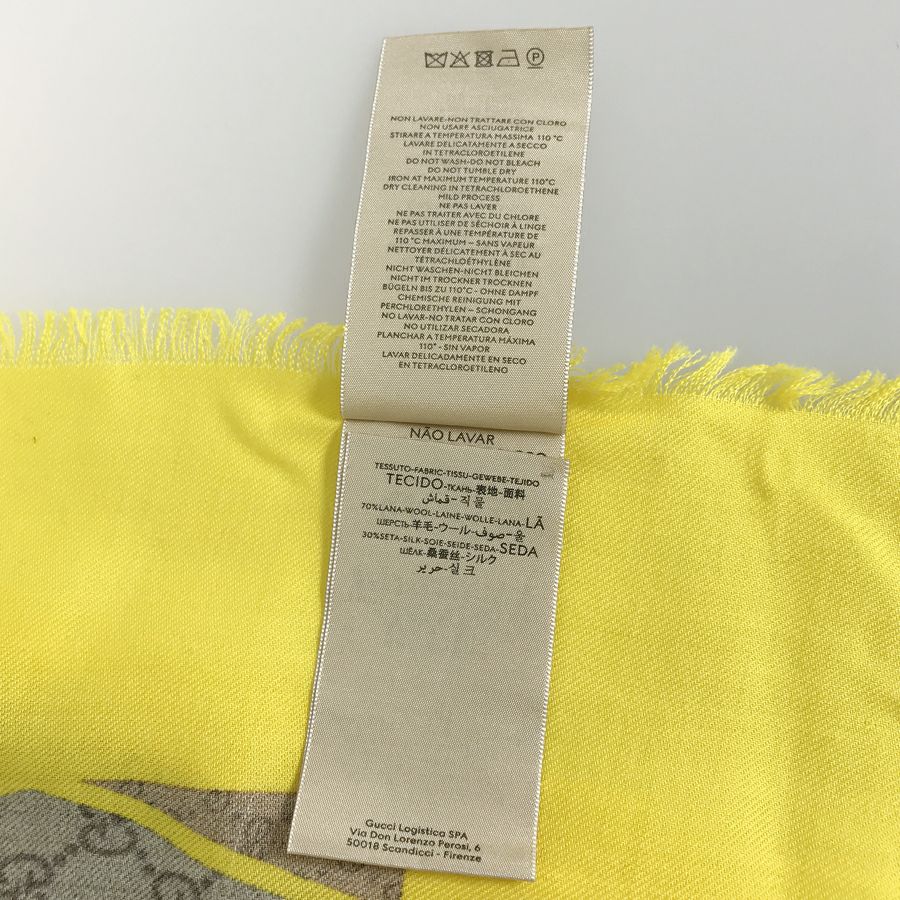 P
NON LAVARE-NON TRATTARE CON CLORO
NON USARE ASCIUGATRICE
STIRARE A TEMPERATURA MASSIMA 110 °C
LAVARE DELICATAMENTE A SECCO
IN TETRACLOROETILENE
DO NOT WASH-DO NOT BLEACH
DO NOT TUMBLE DRY
IRON AT MAXIMUM TEMPERATURE 110°C
DRY CLEANING IN TETRACHLOROETHENE
MILD PROCESS
NE PAS LAVER
NE PAS TRAITER AVEC DU CHLORE
NE PAS UTILISER DE SÉCHOIR À LINGE
REPASSER À UNE TEMPÉRATURE DE
110 °C MAXIMUM – SANS VAPEUR
NETTOYER DÉLICATEMENT À SEC AU
TÉTRACHLOÉTHYLÈNE
NICHT WASCHEN-NICHT BLEICHEN
NICHT IM TROCKNER TROCKNEN
BÜGELN BIS ZU 110°C - OHNE DAMPF
CHEMISCHE REINIGUNG MIT
PERCHLORETHYLEN – SCHONGANG
NO LAVAR-NO TRATAR CON CLORO
NO UTILIZAR SECADORA
PLANCHAR A TEMPERATURA MÁXIMA
110° - SIN VAPOR
LAVAR DELICADAMENTE EN SECO
EN TETRACLOROETILENO
NÃO LAVAR
TESSUTO-FABRIC-TISSU-GEWEBE-TEJIDO
TECIDO-ТКАНЬ-表地-面料
قماش-직물
70%LANA-WOOL-LAINE-WOLLE-LANA-LÃ
ШЕРСТЬ-羊毛-ウール-صوف-울
30%SETA-SILK-SOIE-SEIDE-SEDA-SEDA
ШЁЛК-桑蚕丝-シルク
حرير-실크
Gucci Logistica SPA
Via Don Lorenzo Perosi, 6
50018 Scandicci - Firenze